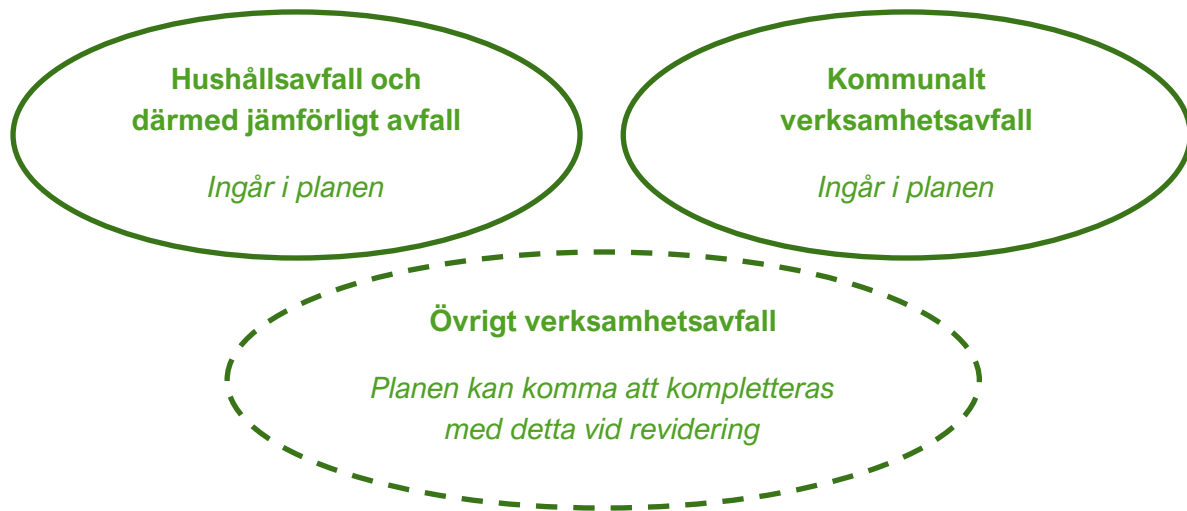 Hushållsavfall och
därmed jämförligt avfall
Ingår i planen
Kommunalt
verksamhetsavfall
Ingår i planen
Övrigt verksamhetsavfall
Planen kan komma att kompletteras
med detta vid revidering